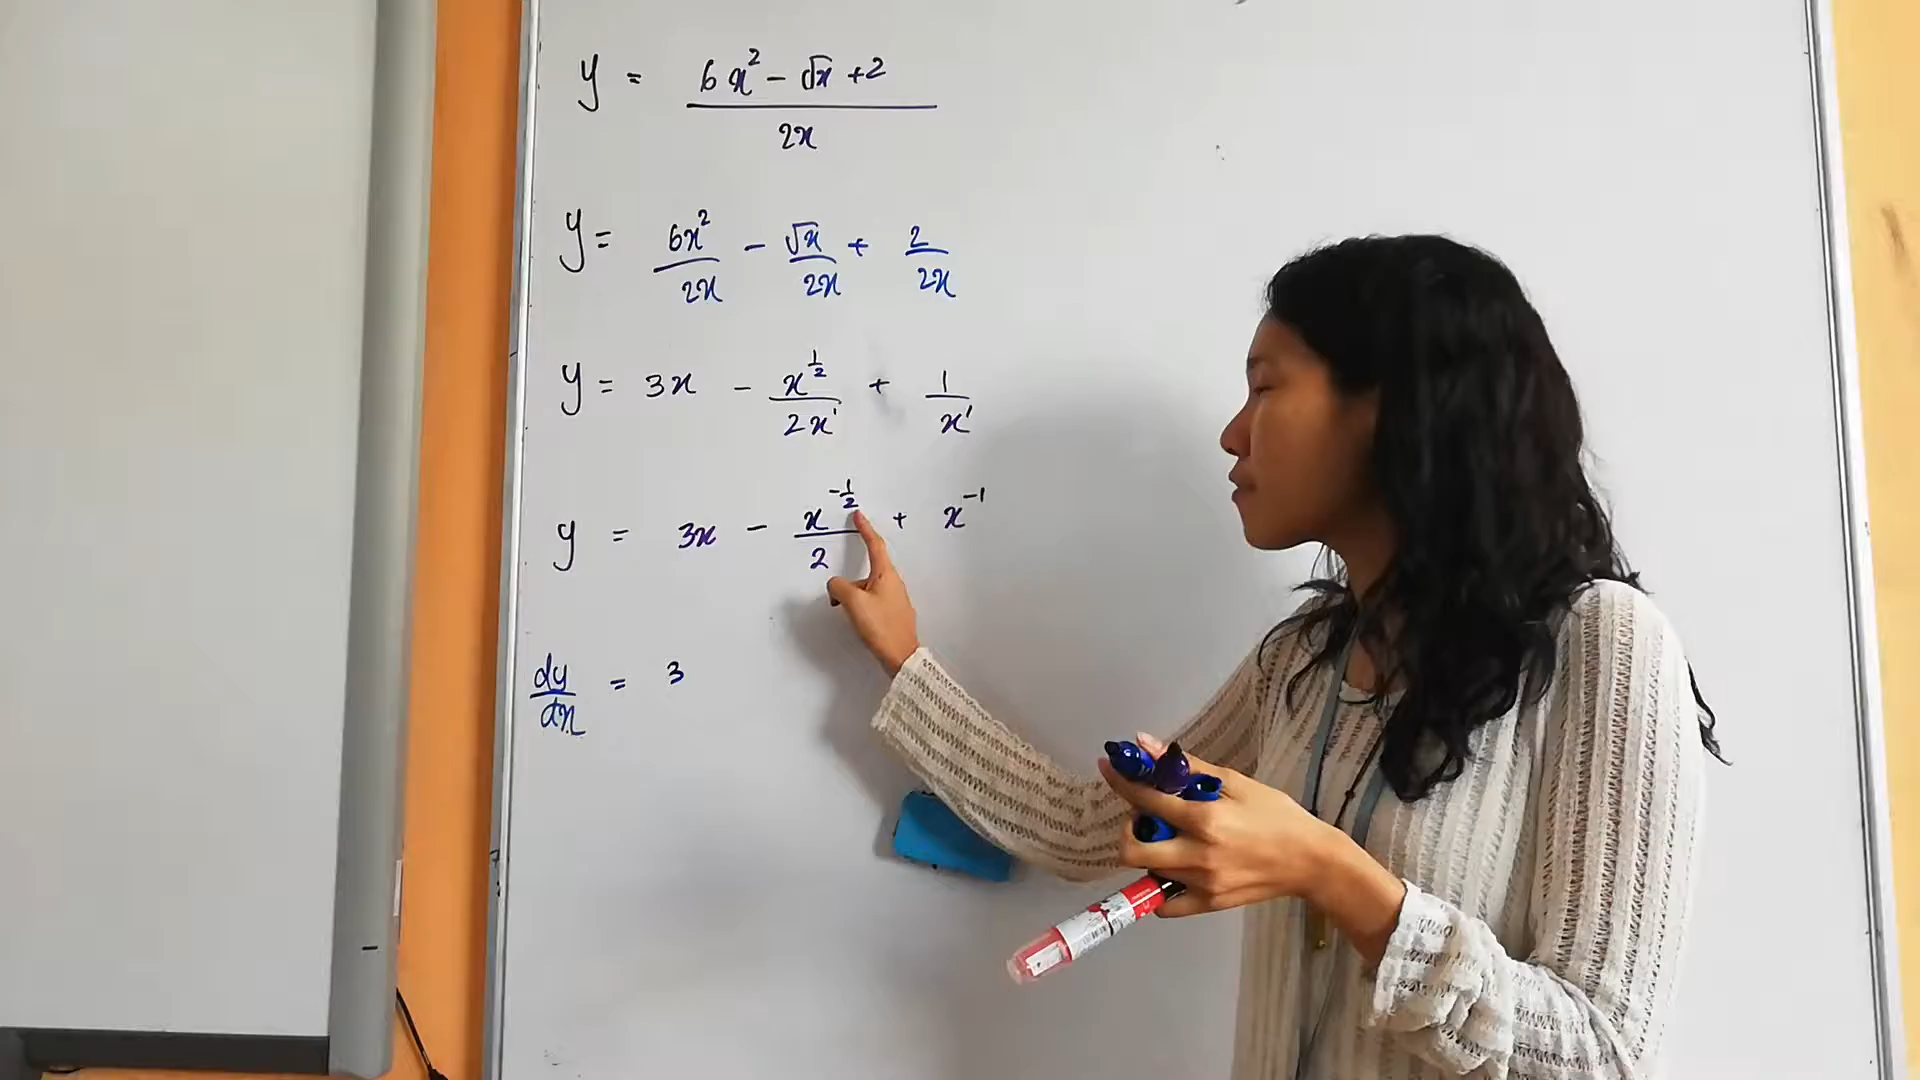 y = (6x² - √x + 2) / 2x
y = 6x²/2x - √x/2x + 2/2x
y = 3x - x^(1/2)/2x¹ + 1/x¹
y = 3x - x^(-1/2)/2 + x^(-1)
dy/dx = 3